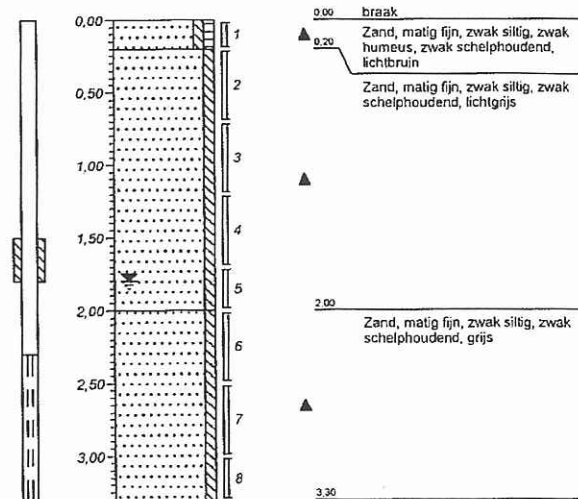 0,00
0,50
1,00
1,50
2,00
2,50
3,00
1
2
3
4
5
6
7
8
0,00 braak
Zand, matig fijn, zwak siltig, zwak
0,20 humeus, zwak schelphoudend,
lichtbruin
Zand, matig fijn, zwak siltig, zwak
schelphoudend, lichtgrijs
2,00
Zand, matig fijn, zwak siltig, zwak
schelphoudend, grijs
3,30